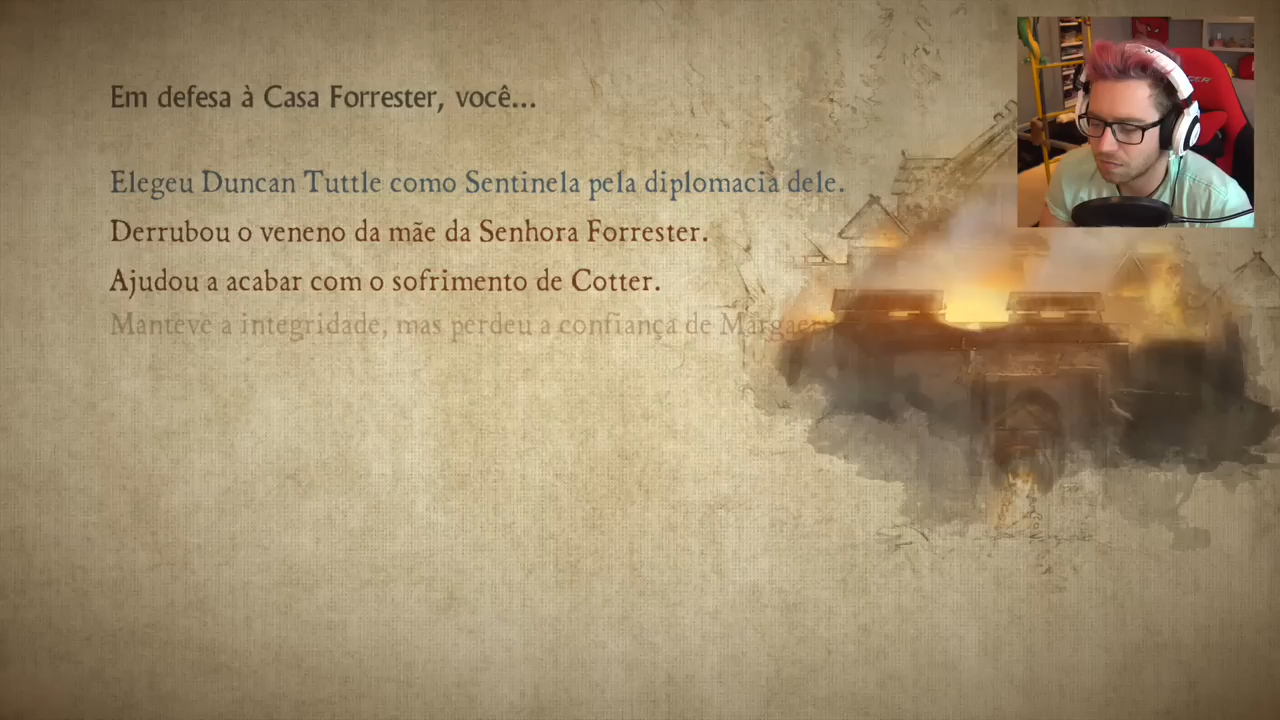 Em defesa à Casa Forrester, você...
Elegeu Duncan Tuttle como Sentinela pela diplomacia dele.
Derrubou o veneno da mãe da Senhora Forrester.
Ajudou a acabar com o sofrimento de Cotter.
Manteve a integridade, mas perdeu a confiança de